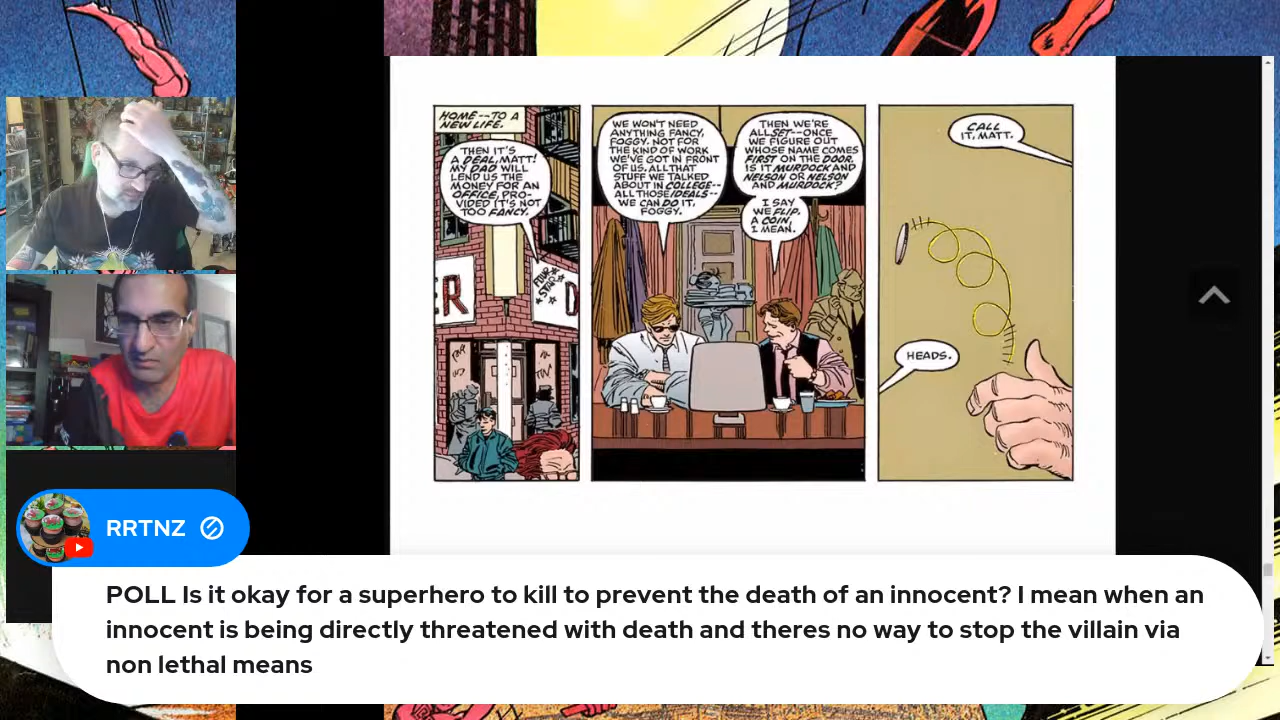 HOME--TO A
NEW LIFE.
THEN IT'S
A DEAL, MATT!
MY DAD WILL
LEND US THE
MONEY FOR AN
OFFICE, PRO-
VIDED IT'S NOT
TOO FANCY.
R
FOUR
STAR
D
WE WON'T NEED
ANYTHING FANCY,
FOGGY. NOT FOR
THE KIND OF WORK
WE'VE GOT IN FRONT
OF US. ALL THAT
STUFF WE TALKED
ABOUT IN COLLEGE--
ALL THOSE IDEALS--
WE CAN DO IT,
FOGGY.
THEN WE'RE
ALL SET--ONCE
WE FIGURE OUT
WHOSE NAME COMES
FIRST ON THE DOOR.
IS IT MURDOCK AND
NELSON OR NELSON
AND MURDOCK?
I SAY
WE FLIP.
A COIN,
I MEAN.
CALL
IT, MATT.
HEADS.
RRTNZ
POLL Is it okay for a superhero to kill to prevent the death of an innocent? I mean when an
innocent is being directly threatened with death and theres no way to stop the villain via
non lethal means